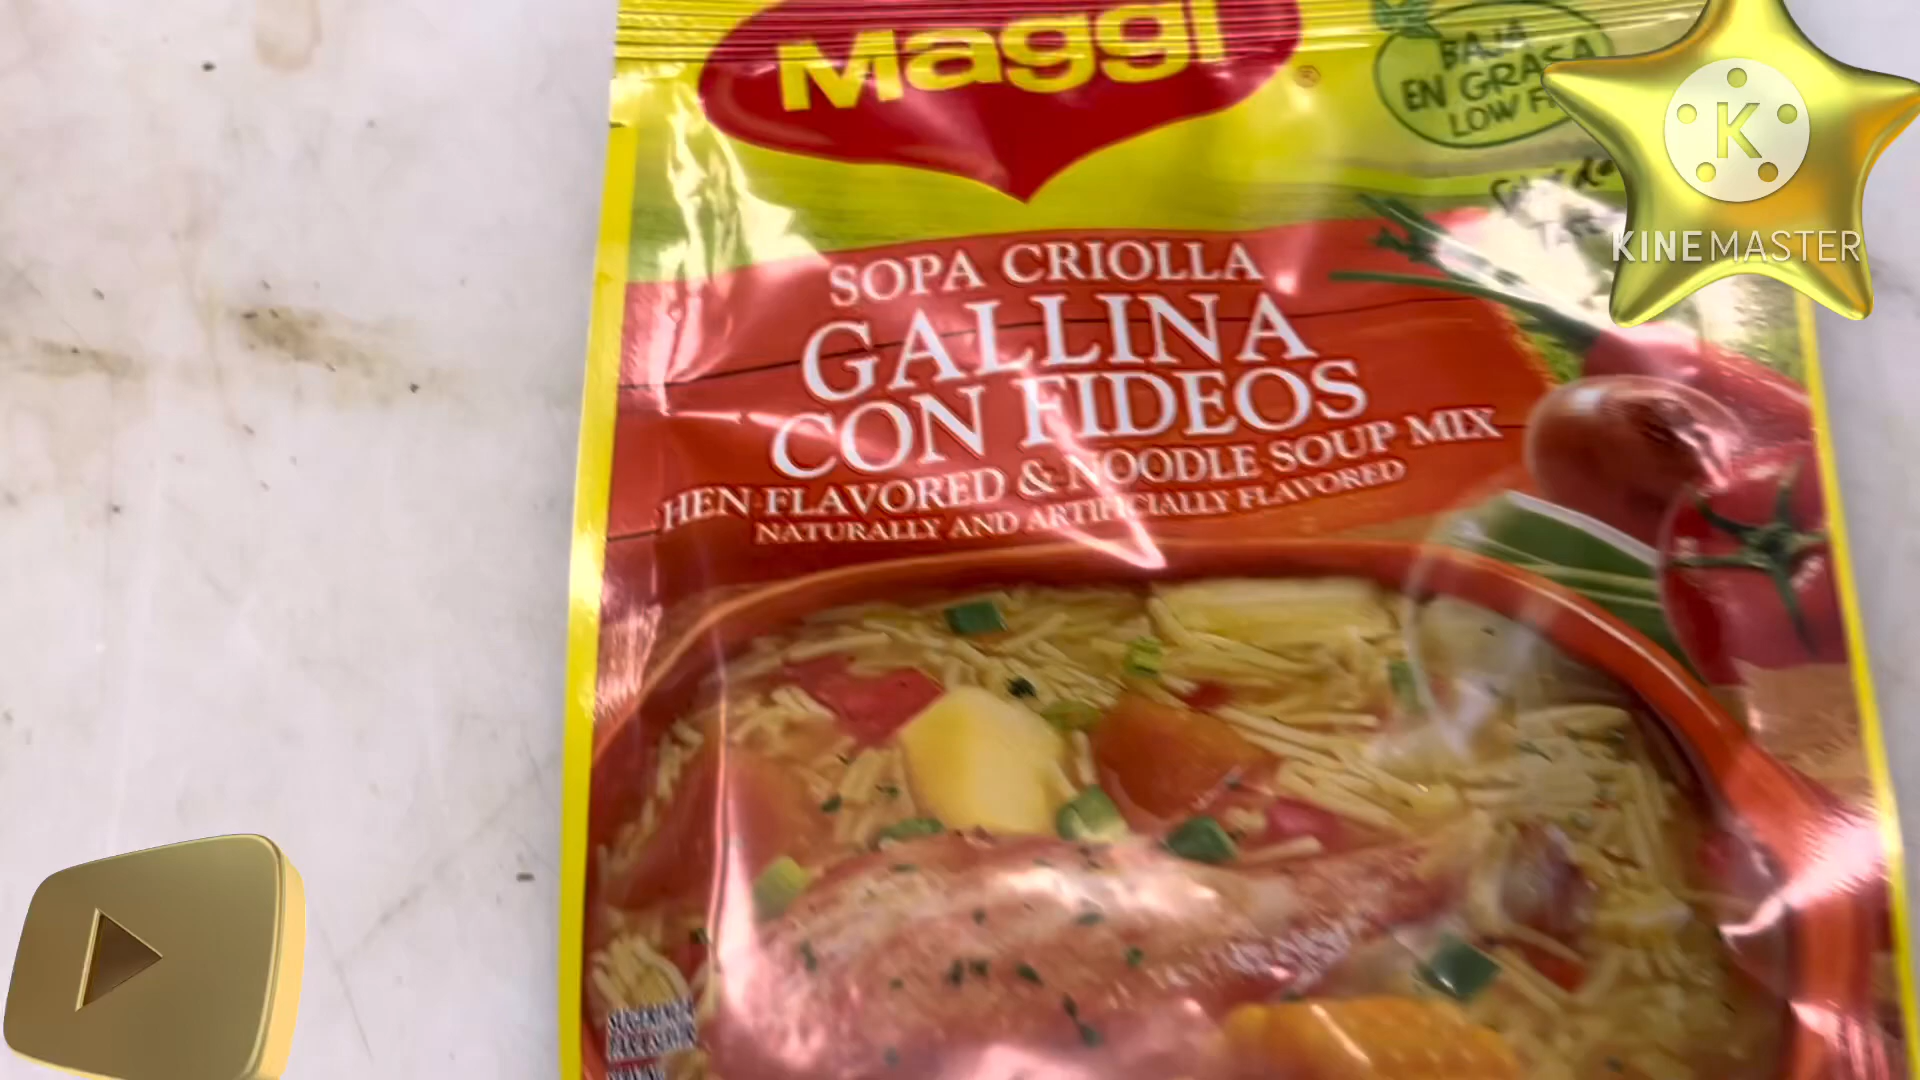 Maggi
®
BAJA
EN GRASA
LOW
K
KINEMASTER
SOPA CRIOLLA
GALLINA
CON FIDEOS
HEN FLAVORED & NOODLE SOUP MIX
NATURALLY AND ARTIFICIALLY FLAVORED